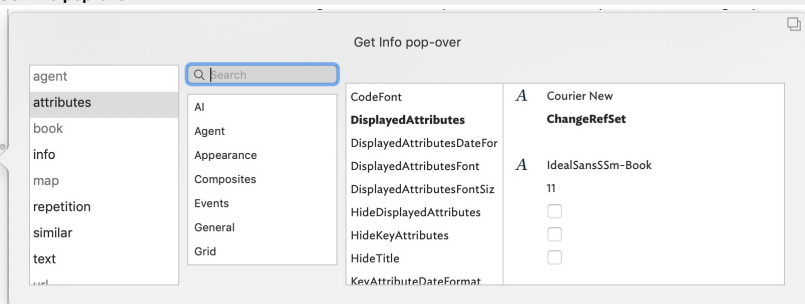 Get Info pop-over
agent
attributes
book
info
map
repetition
similar
text
Search
AI
Agent
Appearance
Composites
Events
General
Grid
CodeFont A Courier New
DisplayedAttributes ChangeRefSet
DisplayedAttributesDateFor
DisplayedAttributesFont A IdealSansSSm-Book
DisplayedAttributesFontSiz 11
HideDisplayedAttributes
HideKeyAttributes
HideTitle
KeyAttributeDateFormat